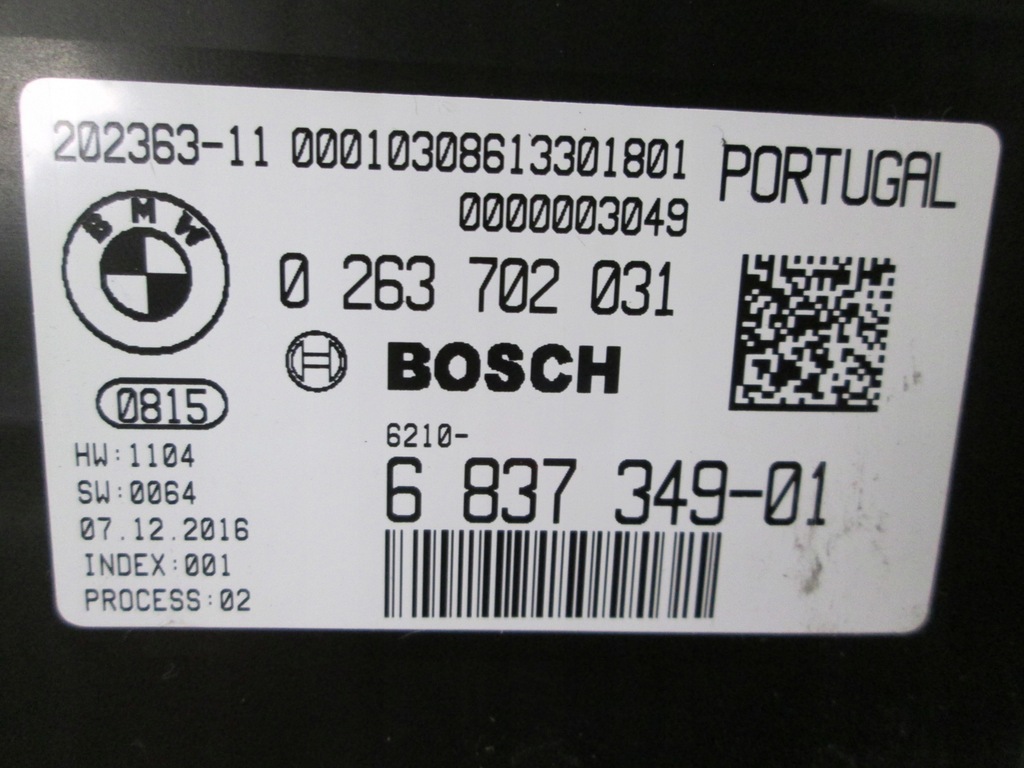 202363-11 00010308613301801 PORTUGAL
0000003049
BMW
0 263 702 031
BOSCH
0815
6210-
HW:1104
6 837 349-01
SW:0064
07.12.2016
INDEX:001
PROCESS:02